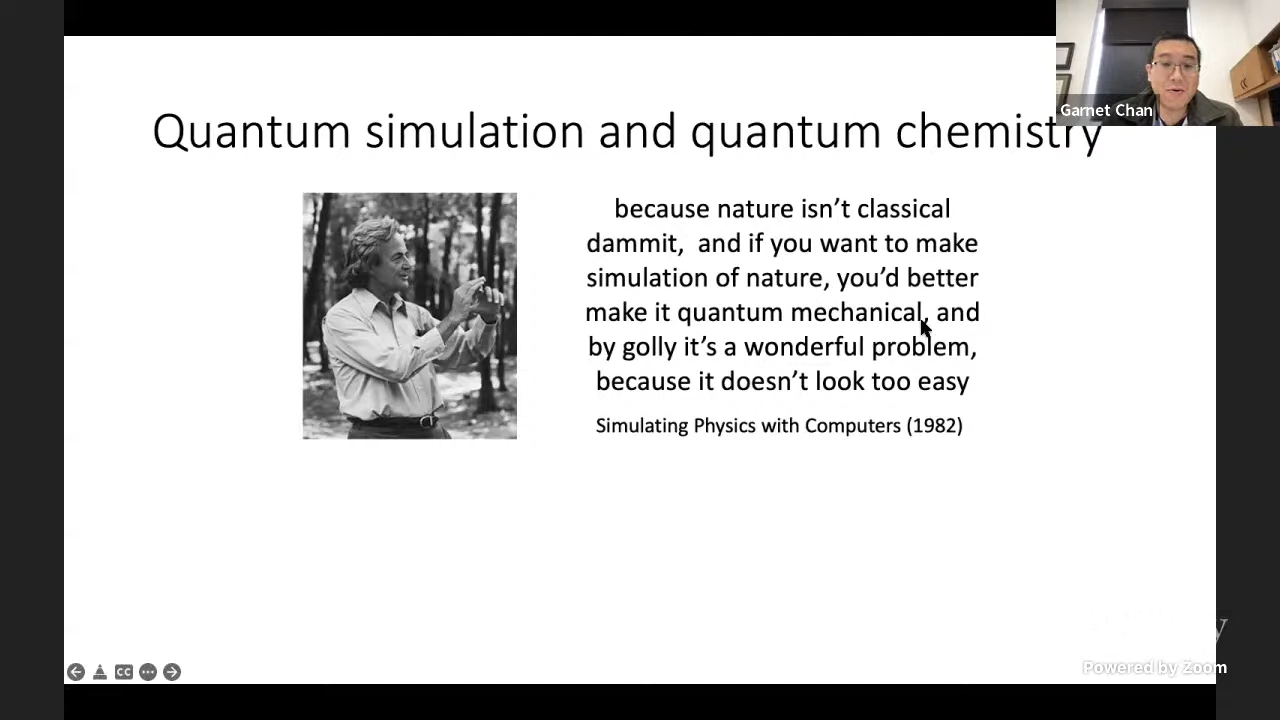 Garnet Chan
Quantum simulation and quantum chemistry
because nature isn’t classical
dammit,  and if you want to make
simulation of nature, you’d better
make it quantum mechanical, and
by golly it’s a wonderful problem,
because it doesn’t look too easy
Simulating Physics with Computers (1982)
CC
Powered by Zoom